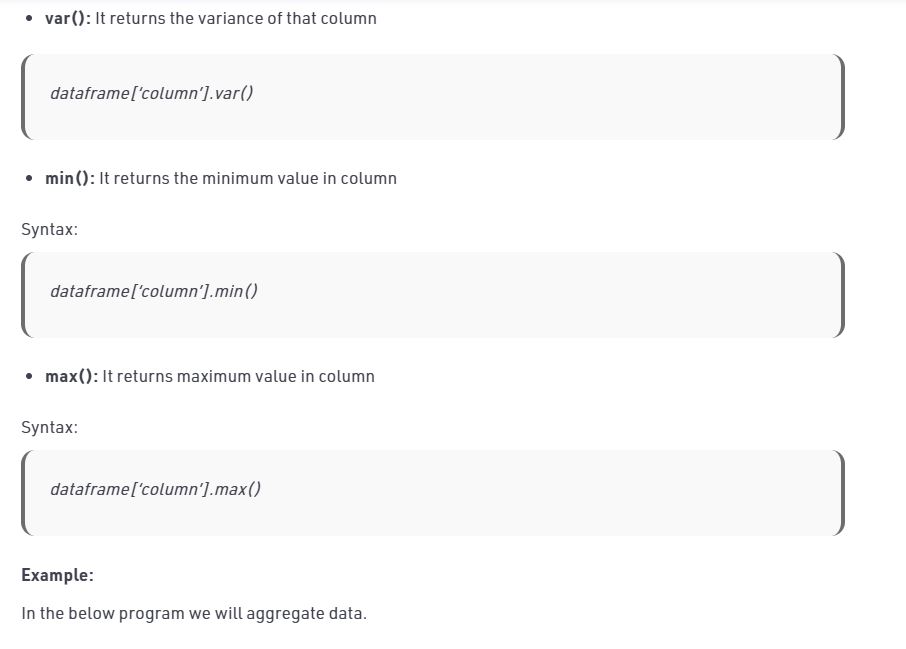 • var(): It returns the variance of that column
dataframe[‘column’].var()
• min(): It returns the minimum value in column
Syntax:
dataframe[‘column’].min()
• max(): It returns maximum value in column
Syntax:
dataframe[‘column’].max()
Example:
In the below program we will aggregate data.